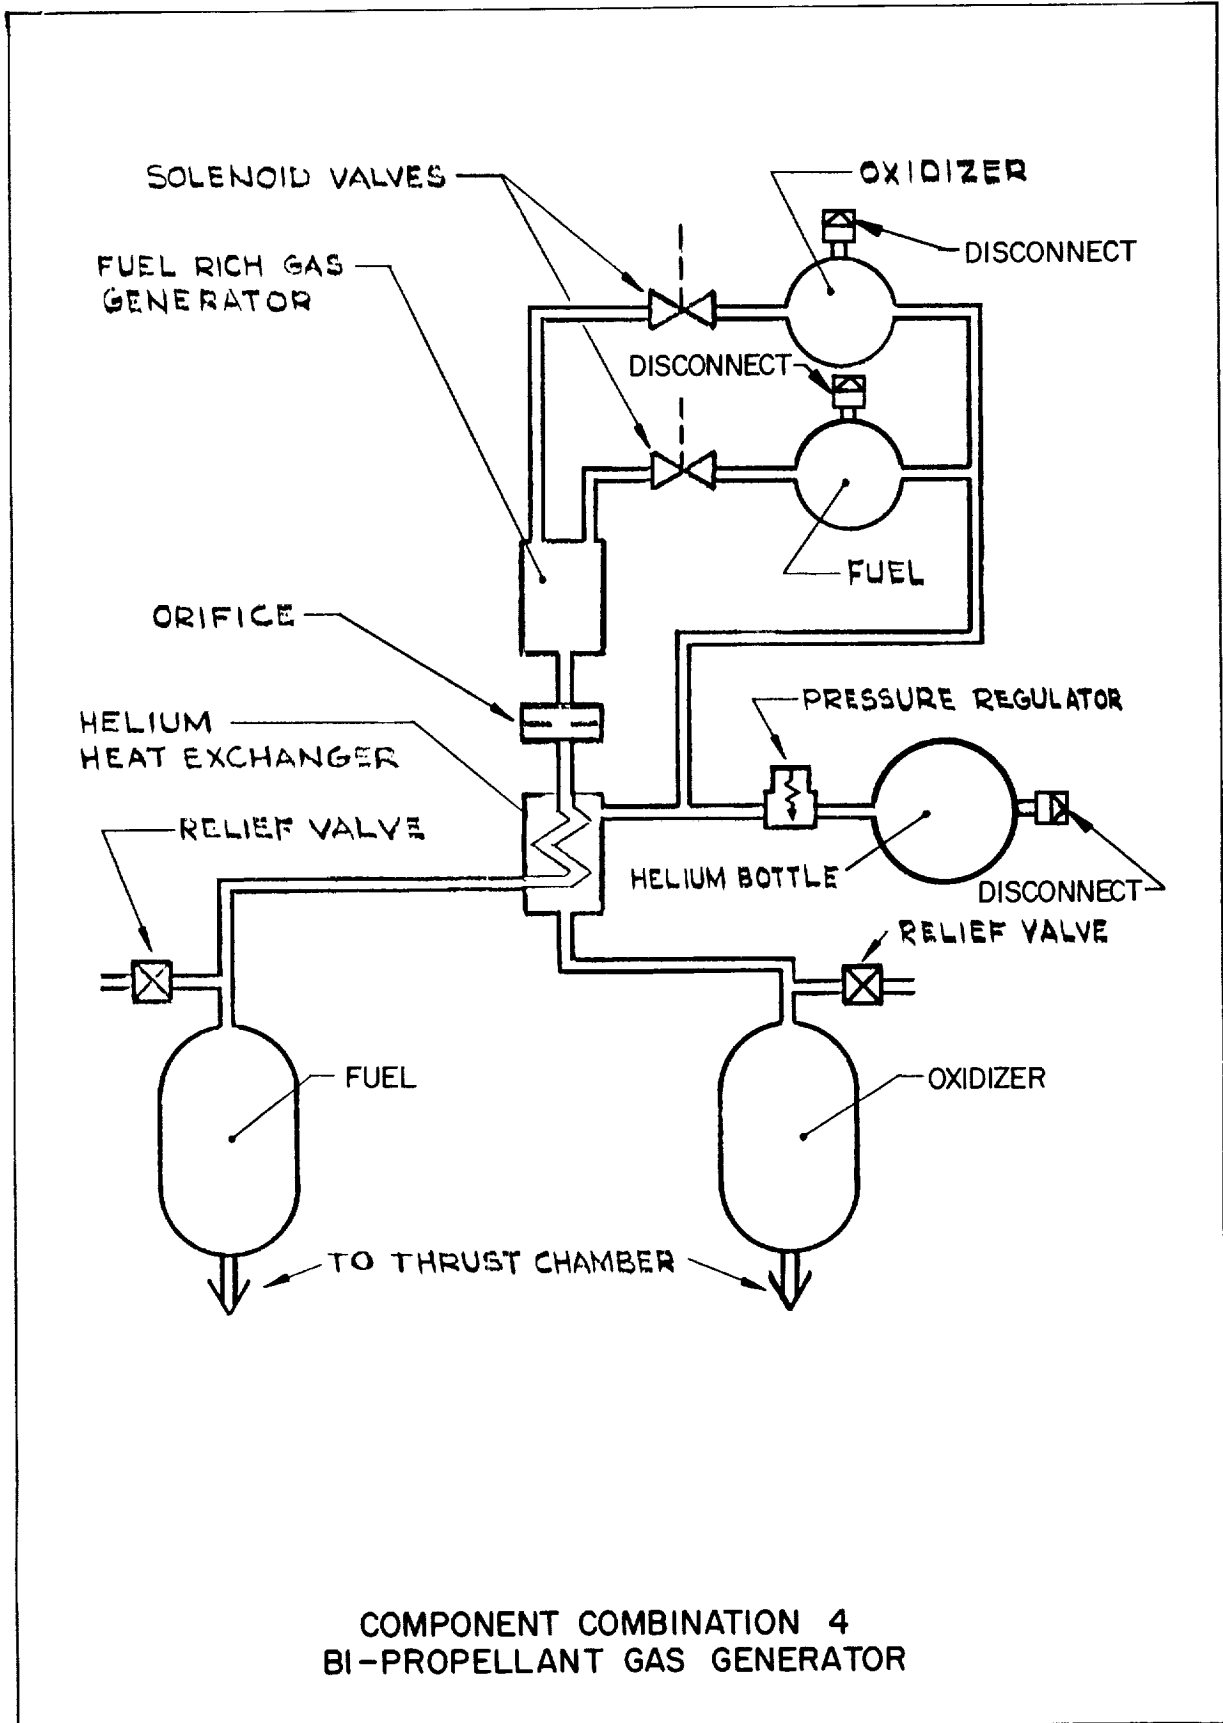 SOLENOID VALVES
OXIDIZER
DISCONNECT
FUEL RICH GAS
GENERATOR
DISCONNECT
FUEL
ORIFICE
PRESSURE REGULATOR
HELIUM
HEAT EXCHANGER
RELIEF VALVE
HELIUM BOTTLE
DISCONNECT
RELIEF VALVE
FUEL
OXIDIZER
TO THRUST CHAMBER
COMPONENT COMBINATION 4
BI-PROPELLANT GAS GENERATOR